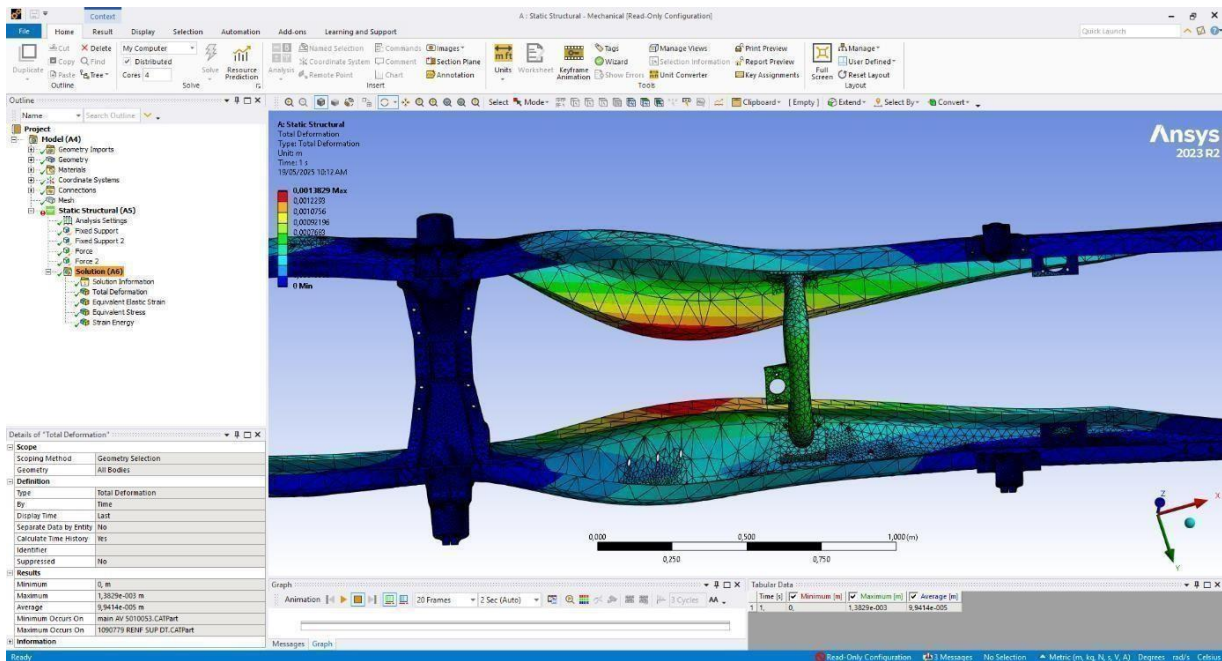 Context
A : Static Structural - Mechanical [Read-Only Configuration]
File Home Result Display Selection Automation Add-ons Learning and Support
Quick Launch
Duplicate
Cut
Copy
Paste
Delete
Find
Tree
Outline
My Computer
Distributed
Cores 4
Solve
Resource Prediction
Solve
Analysis
Named Selection
Coordinate System
Remote Point
Commands
Comment
Chart
Images
Section Plane
Annotation
Insert
Units
Worksheet
Keyframe Animation
Tags
Wizard
Show Errors
Manage Views
Selection Information
Unit Converter
Print Preview
Report Preview
Key Assignments
Tools
Full Screen
Manage
User Defined
Reset Layout
Layout
Outline
Name Search Outline
Select Mode Clipboard [Empty] Extend Select By Convert
Project
Model (A4)
Geometry Imports
Geometry
Materials
Coordinate Systems
Connections
Mesh
Static Structural (A5)
Analysis Settings
Fixed Support
Fixed Support 2
Force
Force 2
Solution (A6)
Solution Information
Total Deformation
Equivalent Elastic Strain
Equivalent Stress
Strain Energy
A: Static Structural
Total Deformation
Type: Total Deformation
Unit: m
Time: 1 s
19/05/2025 10:12 AM
0,0013829 Max
0,0012293
0,0010756
0,00092196
0,0007683
0 Min
Ansys
2023 R2
0,000 0,500 1,000 (m)
0,250 0,750
Z
X
Y
Details of "Total Deformation"
Scope
Scoping Method Geometry Selection
Geometry All Bodies
Definition
Type Total Deformation
By Time
Display Time Last
Separate Data by Entity No
Calculate Time History Yes
Identifier
Suppressed No
Results
Minimum 0, m
Maximum 1,3829e-003 m
Average 9,9414e-005 m
Minimum Occurs On main AV 5010053.CATPart
Maximum Occurs On 1090779 RENF SUP DT.CATPart
Information
Graph
Animation 20 Frames 2 Sec (Auto) 3 Cycles
Messages Graph
Tabular Data
Time [s] Minimum [m] Maximum [m] Average [m]
1 1, 0, 1,3829e-003 9,9414e-005
Ready
Read-Only Configuration 3 Messages No Selection Metric (m, kg, N, s, V, A) Degrees rad/s Celsius